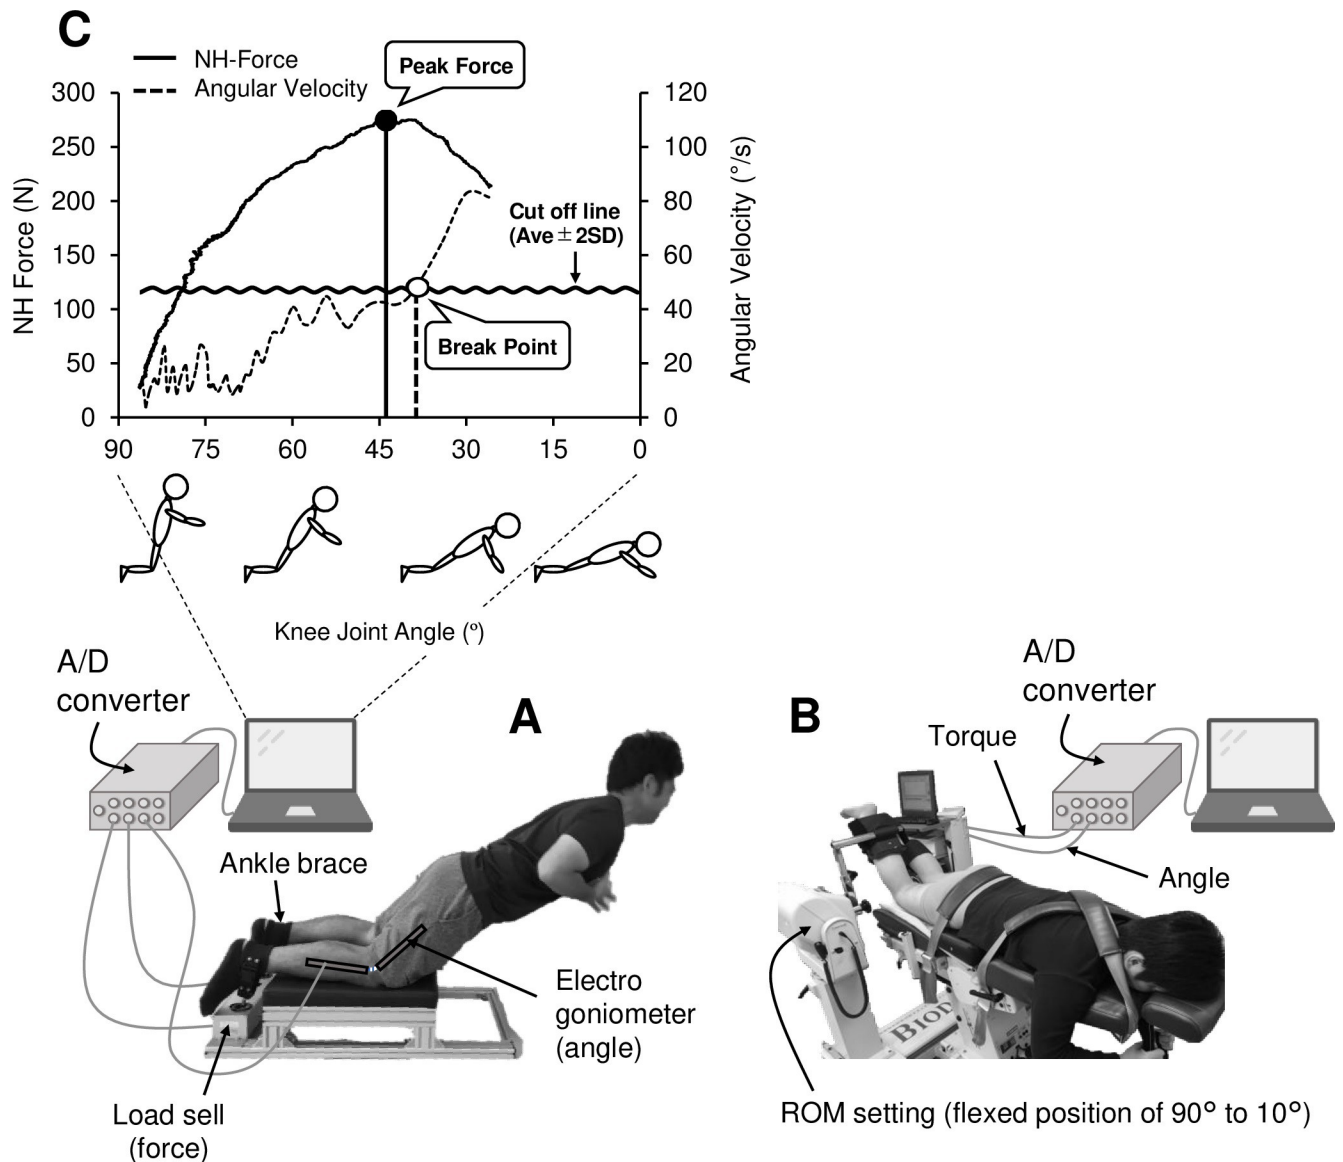 C
NH-Force
Angular Velocity
Peak Force
300
250
200
150
100
50
0
NH Force (N)
120
100
80
60
40
20
0
Angular Velocity (°/s)
Cut off line
(Ave±2SD)
Break Point
90 75 60 45 30 15 0
Knee Joint Angle (º)
A/D
converter
A
Ankle brace
Electro
goniometer
(angle)
Load sell
(force)
B
A/D
converter
Torque
Angle
BIOD
ROM setting (flexed position of 90° to 10°)